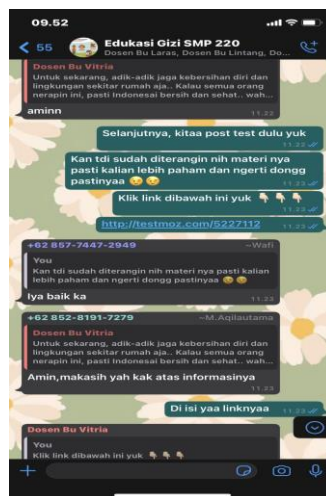 09.52
55
Edukasi Gizi SMP 220
Dosen Bu Laras, Dosen Bu Lintang, Do...
Dosen Bu Vitria
Untuk sekarang, adik-adik jaga kebersihan diri dan
lingkungan sekitar rumah aja.. Kalau semua orang
nerapin ini, pasti Indonesai bersih dan sehat.. wah...
aminn
11.22
Selanjutnya, kitaa post test dulu yuk
11.22
Kan tdi sudah diterangin nih materi nya
pasti kalian lebih paham dan ngerti dongg
pastinyaa 😉😉
11.22
Klik link dibawah ini yuk 👇🏻👇🏻👇🏻
11.22
http://testmoz.com/5227112
11.22
+62 857-7447-2949
~Wafi
You
Kan tdi sudah diterangin nih materi nya pasti kalian
lebih paham dan ngerti dongg pastinyaa 😉😉
Iya baik ka
11.23
+62 852-8191-7279
~M.Aqilautama
Dosen Bu Vitria
Untuk sekarang, adik-adik jaga kebersihan diri dan
lingkungan sekitar rumah aja.. Kalau semua orang
nerapin ini, pasti Indonesai bersih dan sehat.. wah...
Amin,makasih yah kak atas informasinya
11.23
Di isi yaa linknyaa
11.23
Dosen Bu Vitria
You
Klik link dibawah ini yuk 👇🏻👇🏻👇🏻